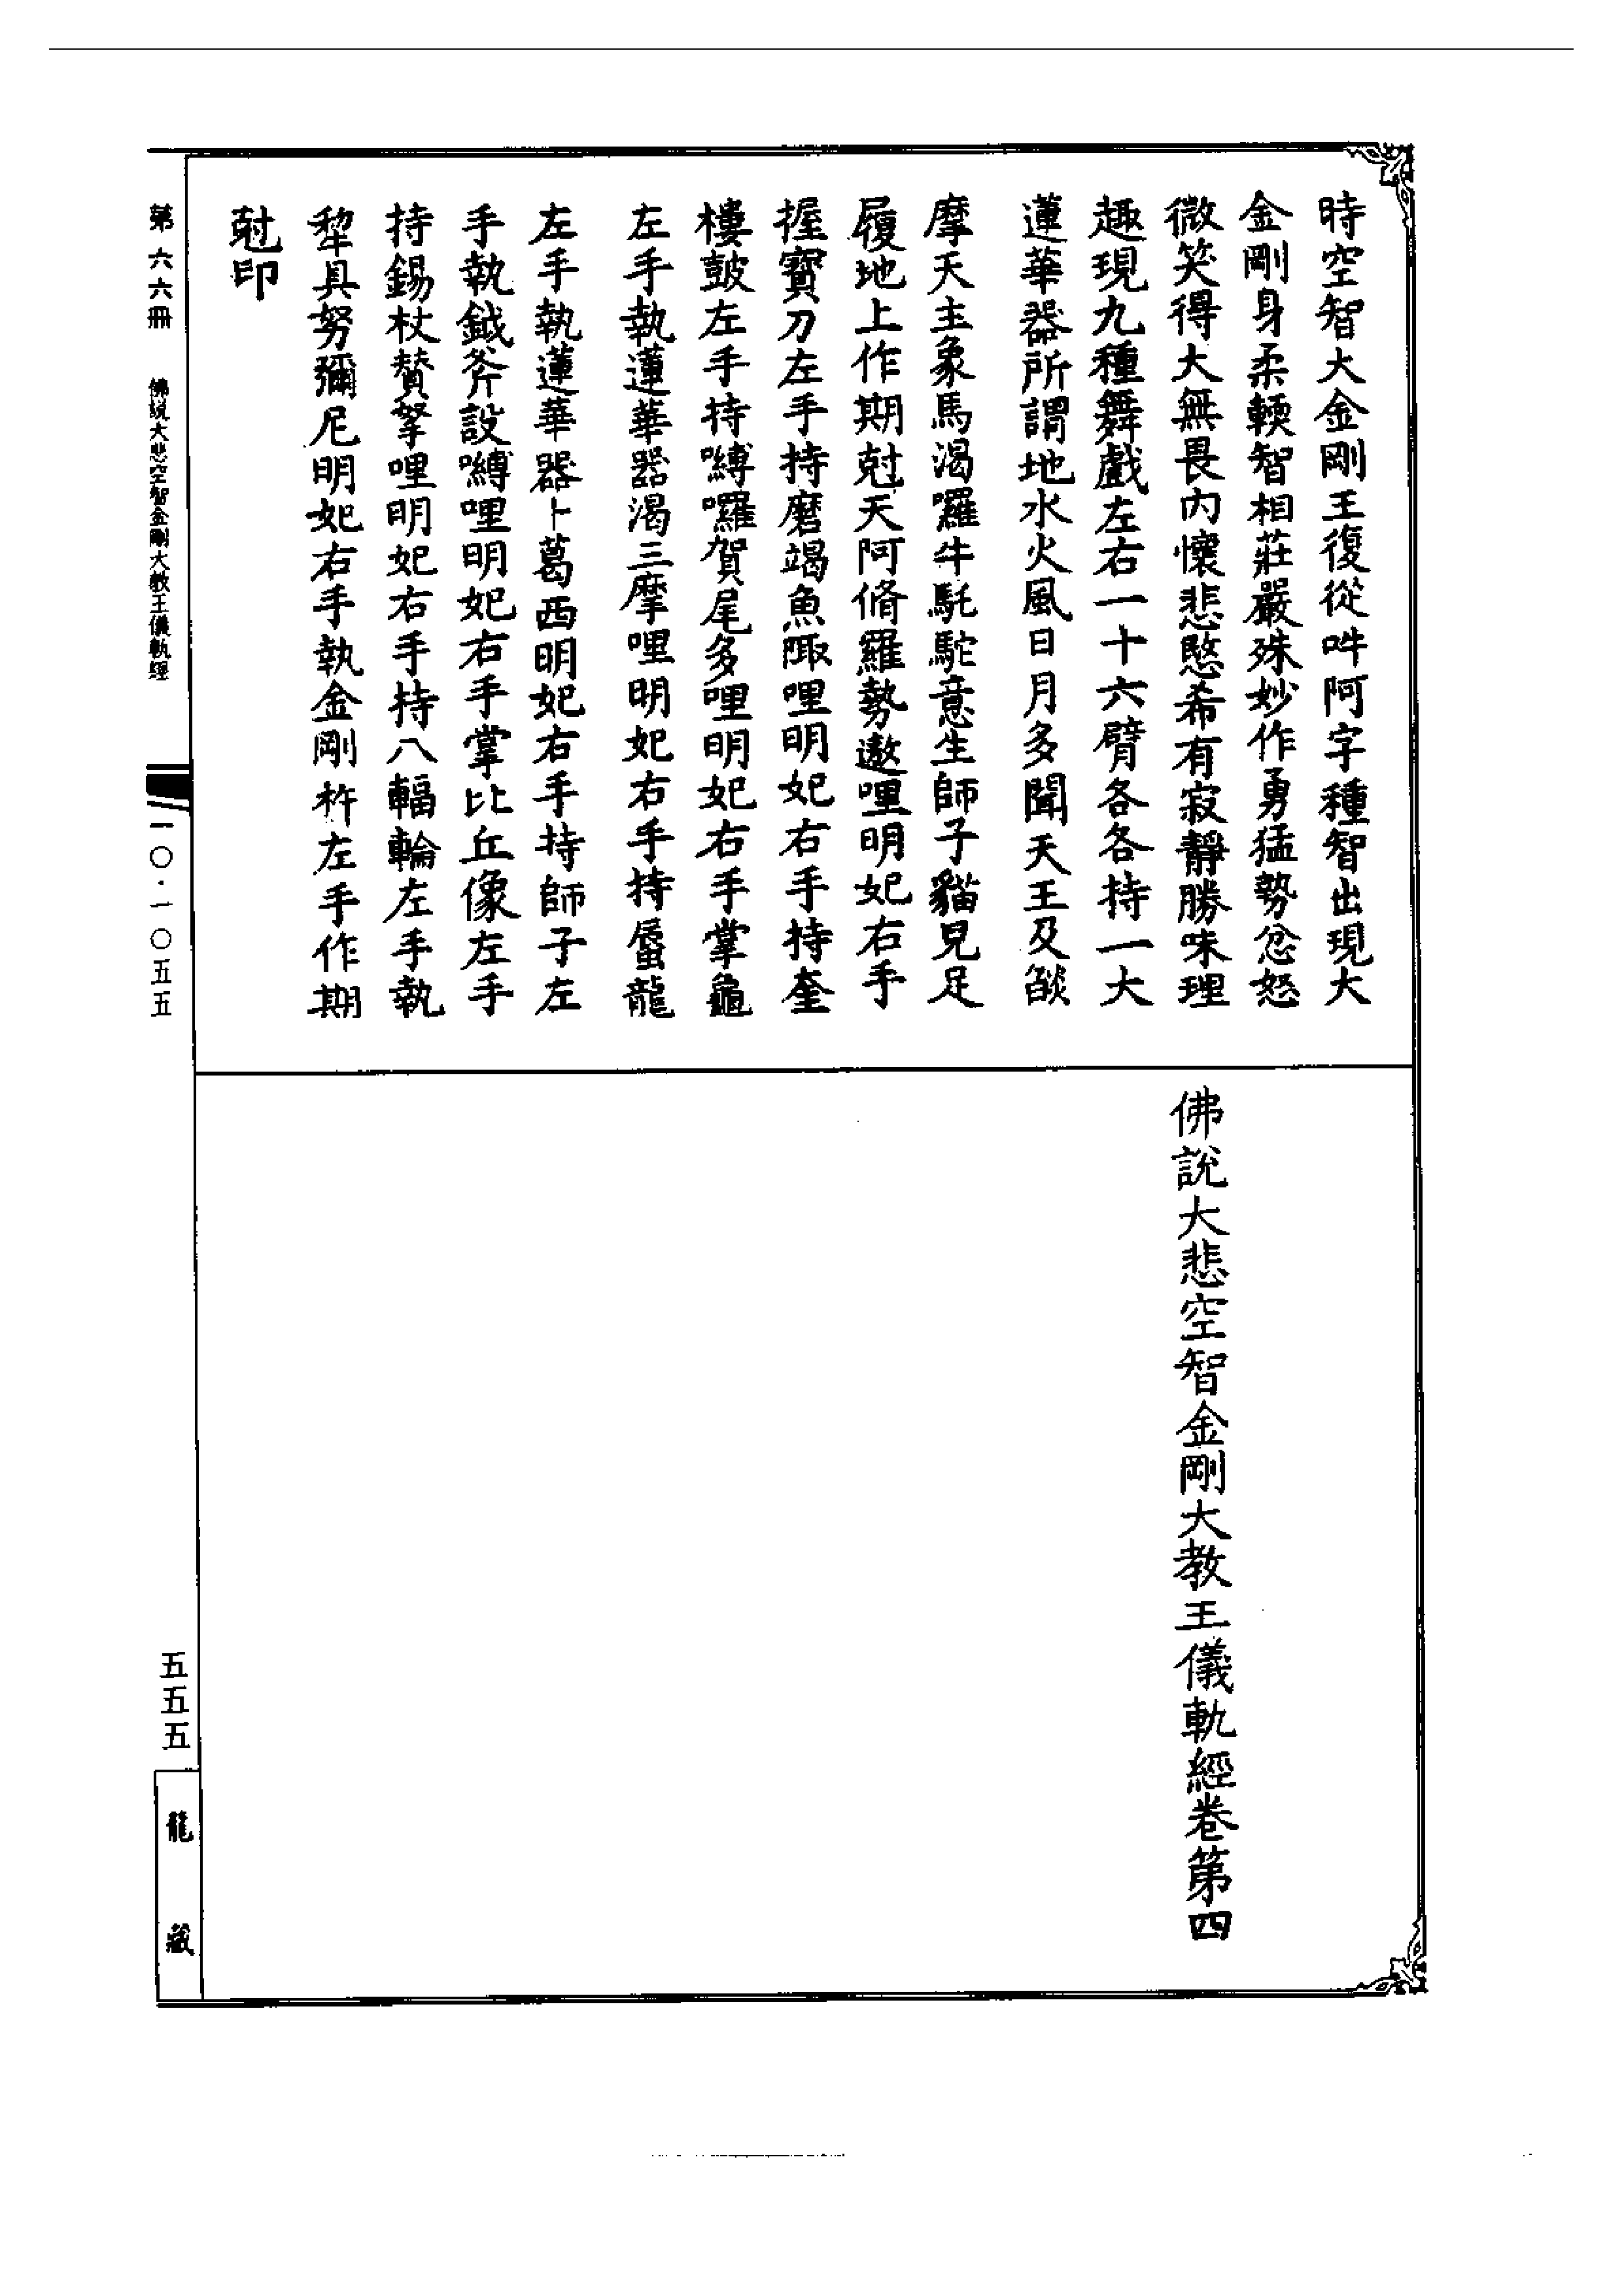 時空智大金剛王復從吽阿字種智出現大
金剛身柔輭智相莊嚴殊妙作勇猛勢忿怒
微笑得大無畏內懷悲愍希有寂靜勝味理
趣現九種舞戲左右一十六臂各各持一大
蓮華器所謂地水火風日月多聞天王及燄
摩天主象馬渴囉牛馲駝意生師子貓兒足
履地上作期尅天阿脩羅勢遨哩明妃右手
握寶刀左手持磨竭魚陬哩明妃右手持奎
樓鼓左手持嚩囉賀尾多哩明妃右手掌龜
左手執蓮華器渴三摩哩明妃右手持蜃龍
左手執蓮華器卜葛西明妃右手持師子左
手執鉞斧設嚩哩明妃右手掌比丘像左手
持錫杖贊拏哩明妃右手持八輻輪左手執
犂具努彌尼明妃右手執金剛杵左手作期
尅印
佛說大悲空智金剛大教王儀軌經卷第四
第六六冊 佛說大悲空智金剛大教王儀軌經
一〇·一〇五五
五五五
龍藏